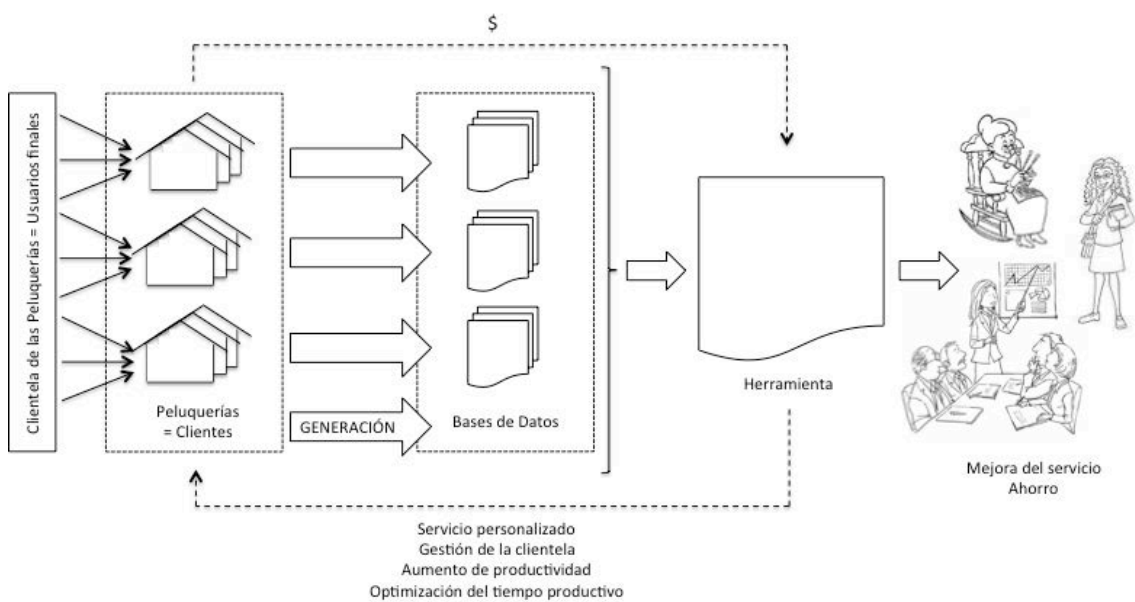 $
Clientela de las Peluquerías = Usuarios finales
Peluquerías
= Clientes
GENERACIÓN
Bases de Datos
Herramienta
Mejora del servicio
Ahorro
Servicio personalizado
Gestión de la clientela
Aumento de productividad
Optimización del tiempo productivo